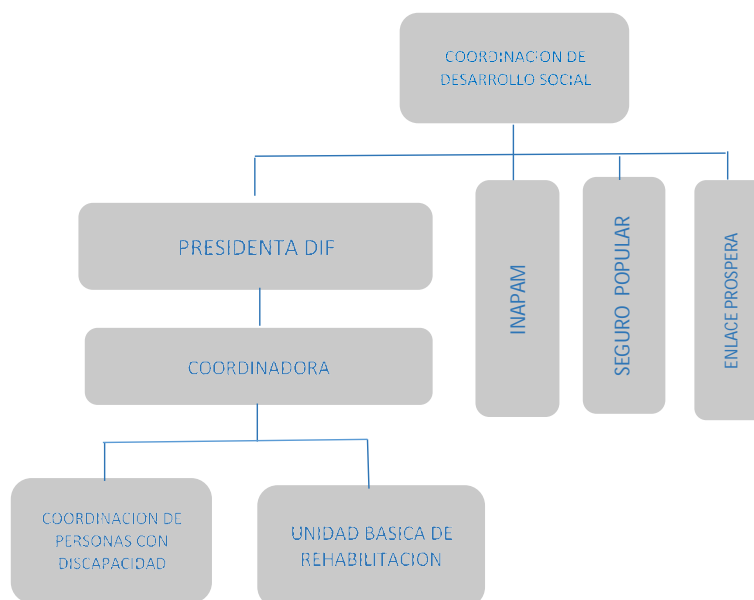 COORDINACION DE
DESARROLLO SOCIAL
PRESIDENTA DIF
INAPAM
SEGURO POPULAR
ENLACE PROSPERA
COORDINADORA
COORDINACION DE
PERSONAS CON
DISCAPACIDAD
UNIDAD BASICA DE
REHABILITACION